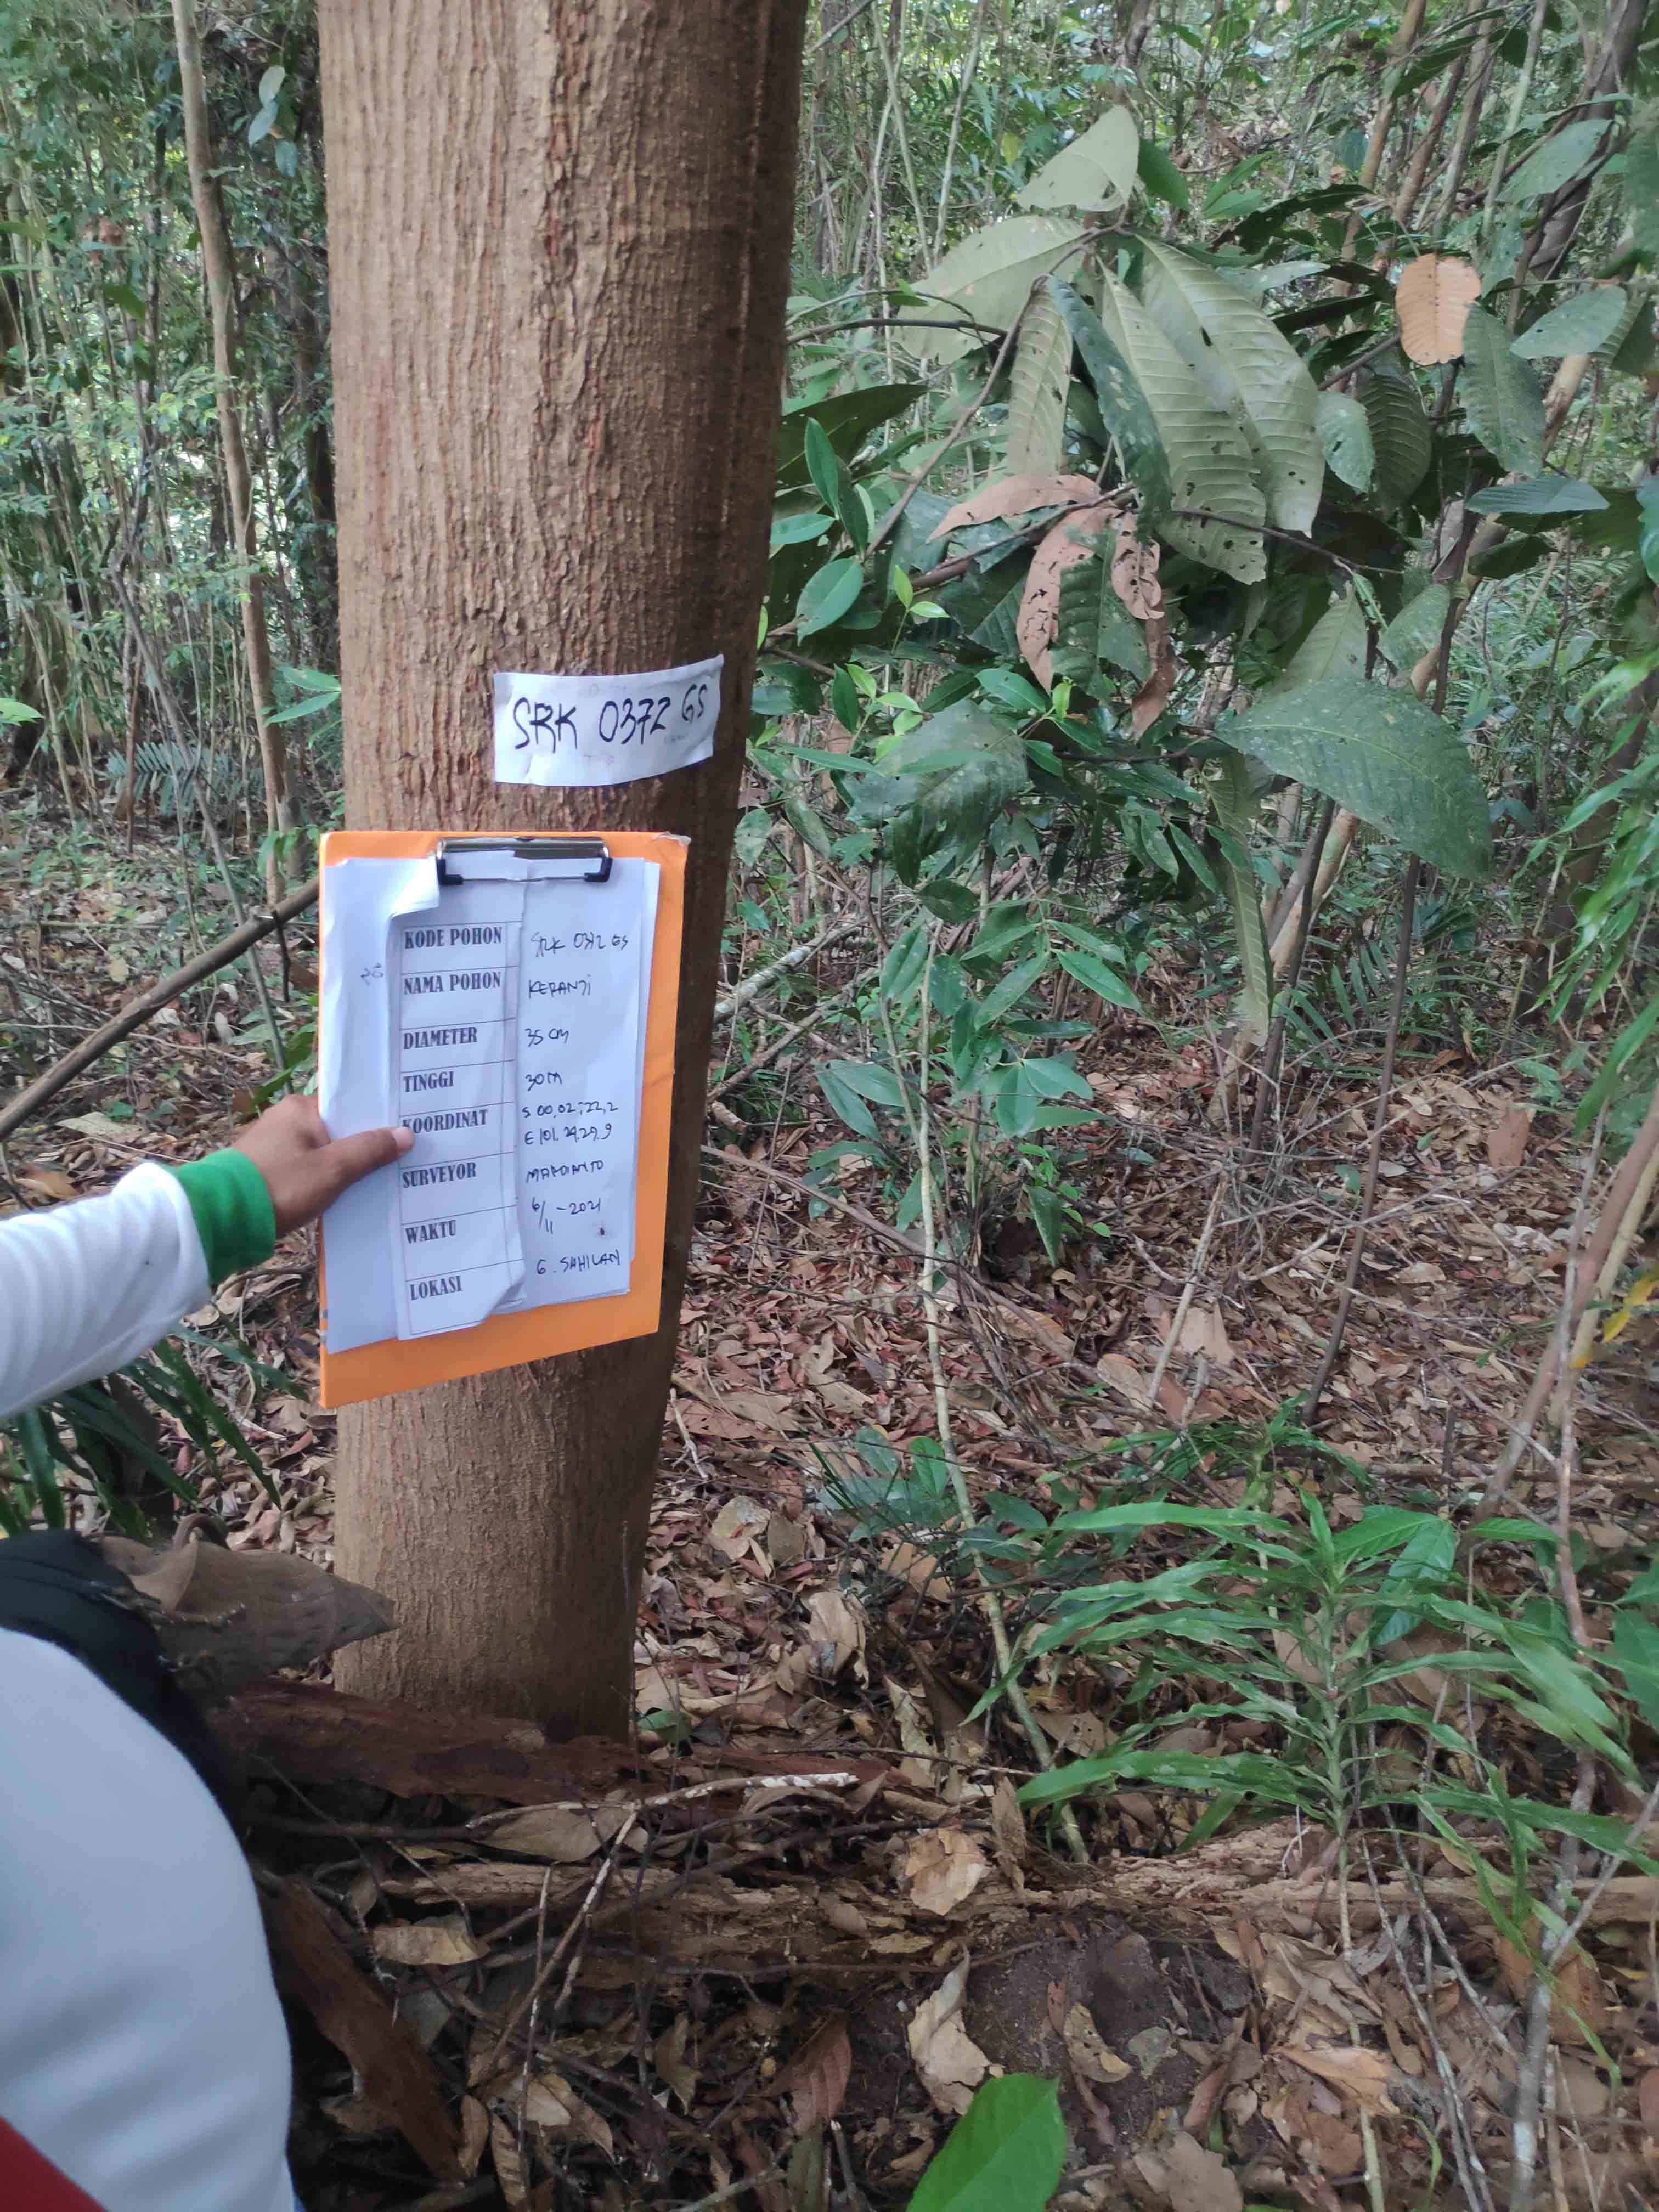 SRK 0372 GS
KODE POHON SRK 0372 GS
NAMA POHON KERANJI
DIAMETER 35 CM
TINGGI 30 M
KOORDINAT S 00,02,22,2
E 101.29,29,9
SURVEYOR MARDIANTO
WAKTU 6/11 - 2021
LOKASI G. SAHILAN